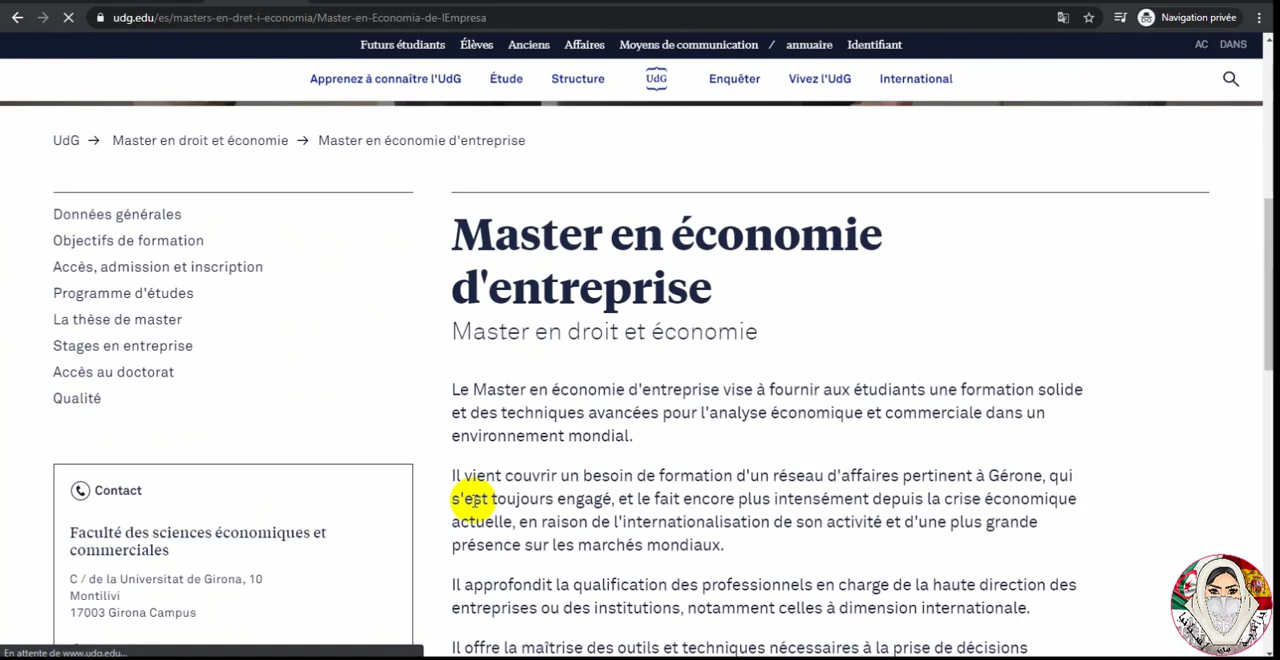 udg.edu/es/masters-en-dret-i-economia/Master-en-Economia-de-lEmpresa
Navigation privée
Futurs étudiants Élèves Anciens Affaires Moyens de communication / annuaire Identifiant
AC DANS
Apprenez à connaître l'UdG Étude Structure UdG Enquêter Vivez l'UdG International
UdG → Master en droit et économie → Master en économie d'entreprise
Données générales
Objectifs de formation
Accès, admission et inscription
Programme d'études
La thèse de master
Stages en entreprise
Accès au doctorat
Qualité
Contact
Faculté des sciences économiques et
commerciales
C / de la Universitat de Girona, 10
Montilivi
17003 Girona Campus
En attente de www.udg.edu...
Master en économie
d'entreprise
Master en droit et économie
Le Master en économie d'entreprise vise à fournir aux étudiants une formation solide
et des techniques avancées pour l'analyse économique et commerciale dans un
environnement mondial.
Il vient couvrir un besoin de formation d'un réseau d'affaires pertinent à Gérone, qui
s'est toujours engagé, et le fait encore plus intensément depuis la crise économique
actuelle, en raison de l'internationalisation de son activité et d'une plus grande
présence sur les marchés mondiaux.
Il approfondit la qualification des professionnels en charge de la haute direction des
entreprises ou des institutions, notamment celles à dimension internationale.
Il offre la maîtrise des outils et techniques nécessaires à la prise de décisions